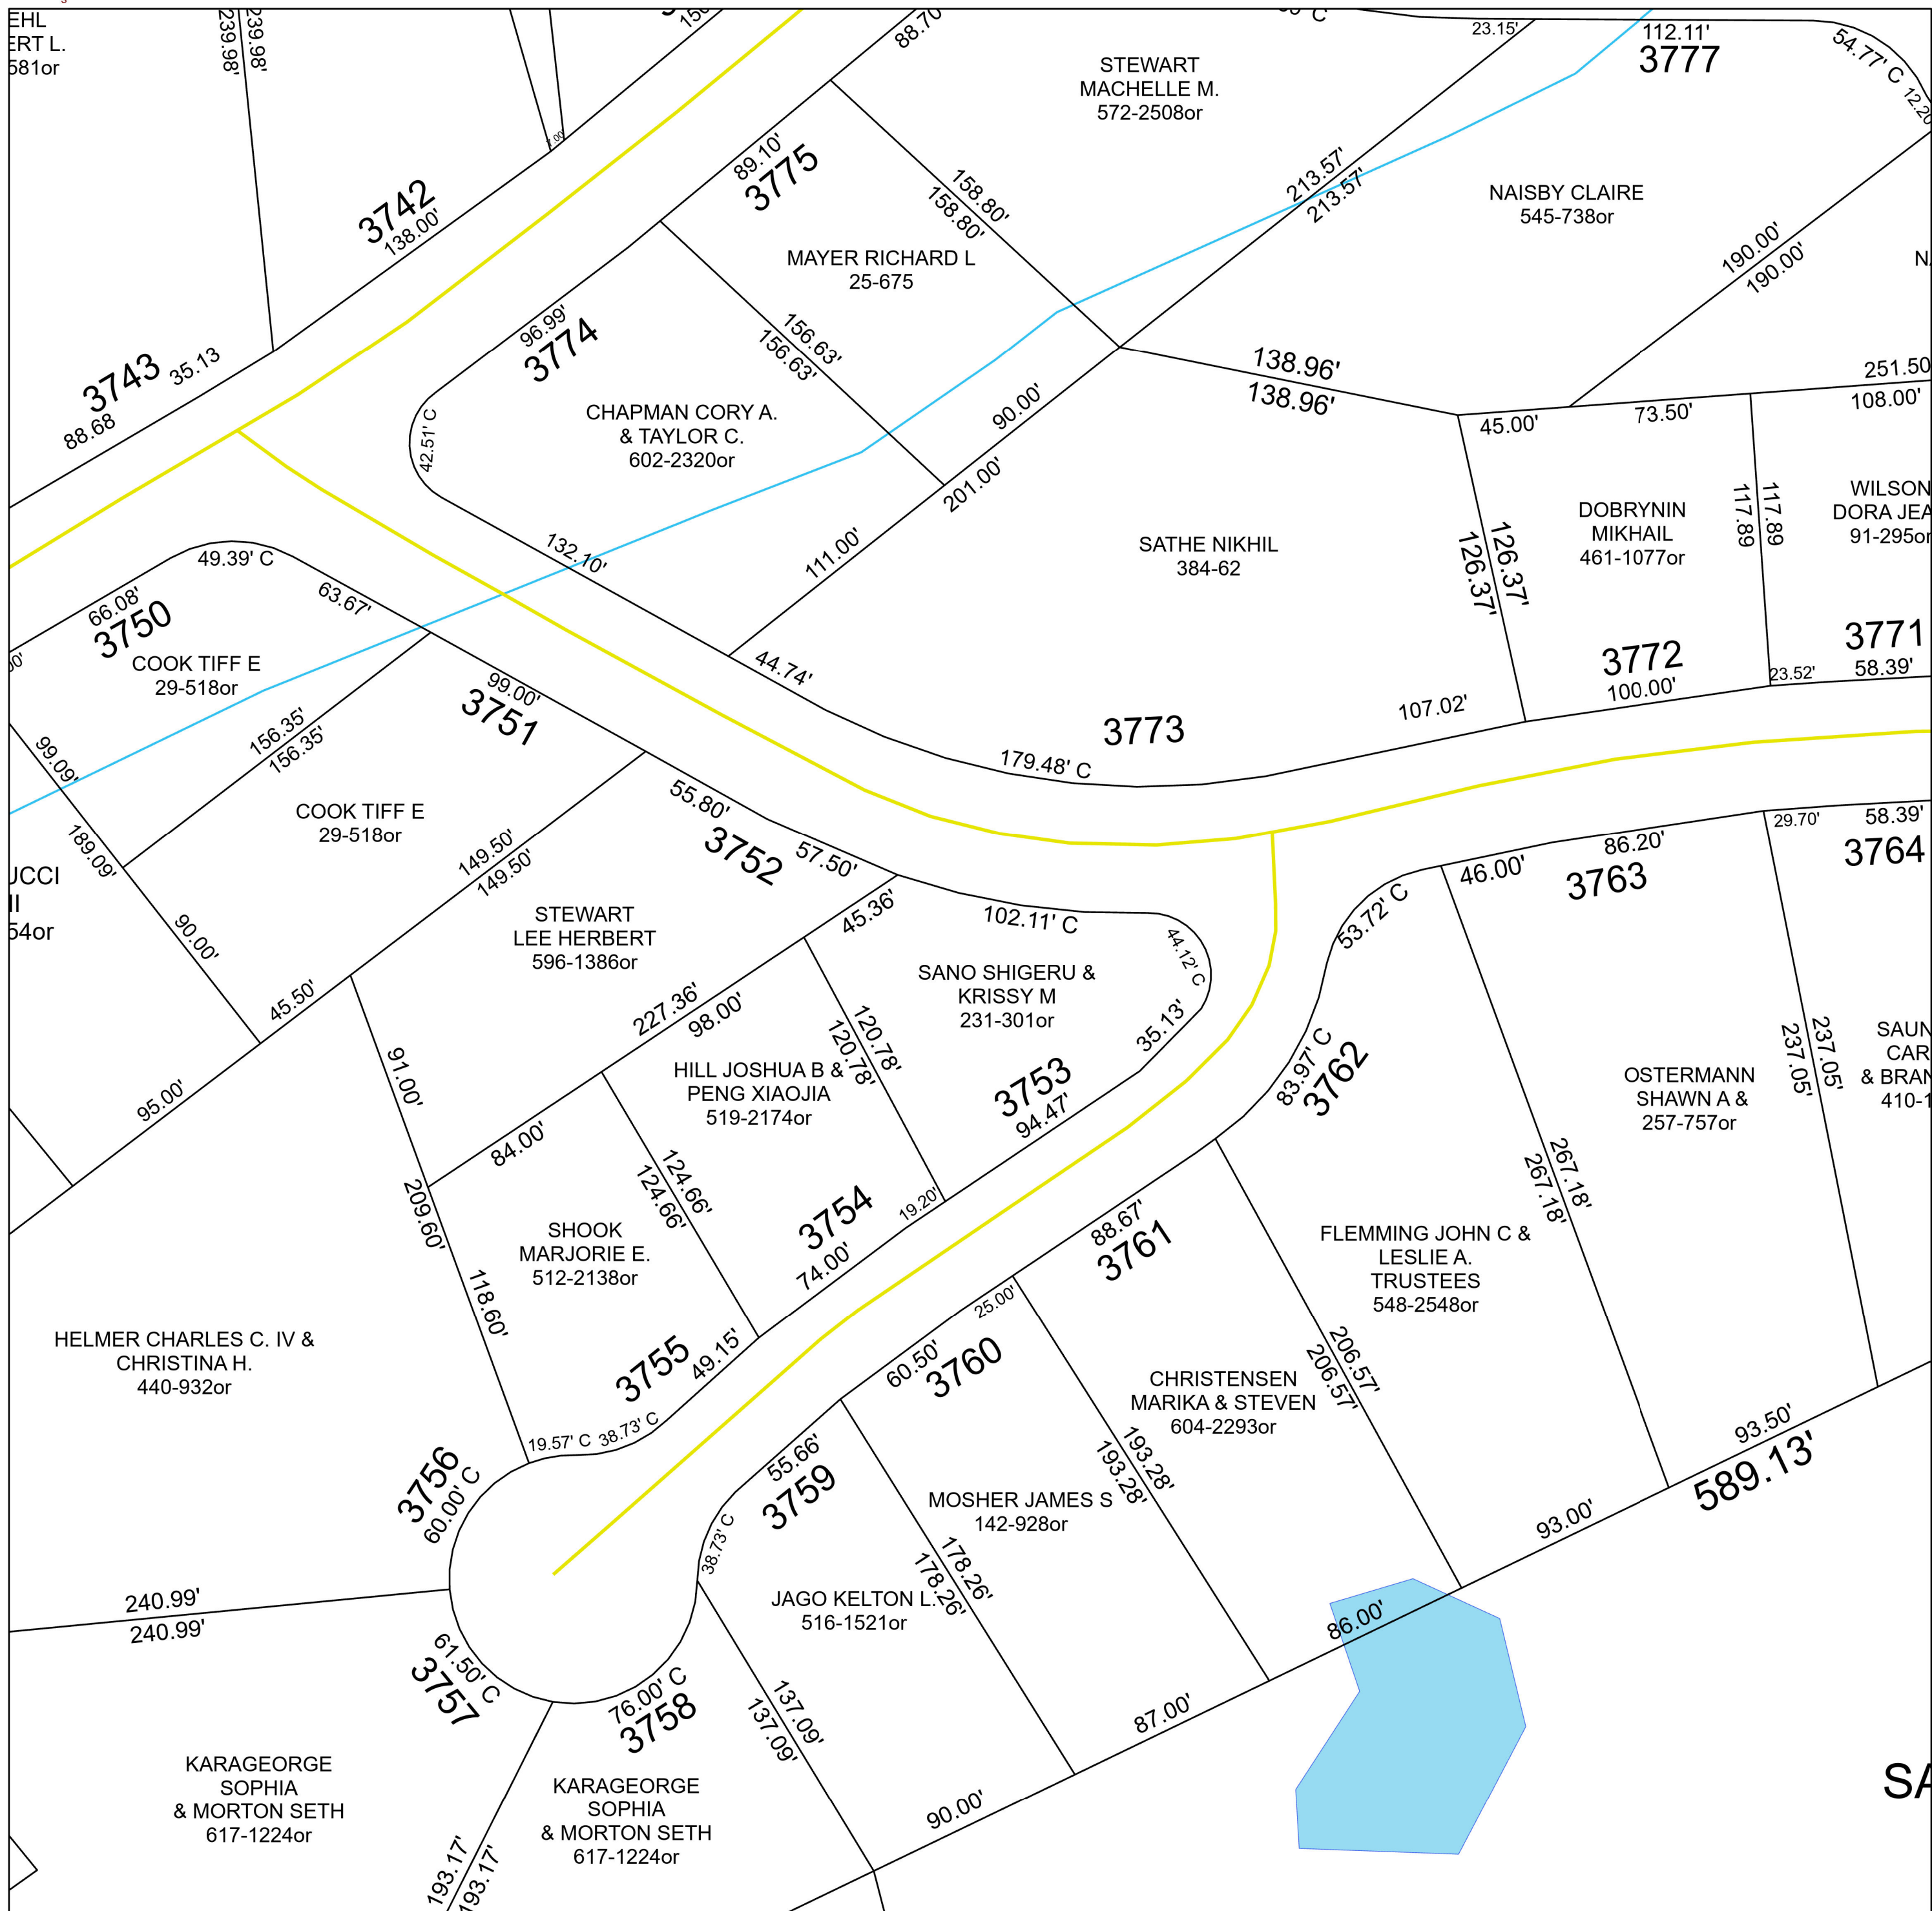 EHL
ERT L.
581or
239.98'
239.98'
88.70
23.15'
112.11'
3777
54.77' C
12.20
STEWART
MACHELLE M.
572-2508or
3742
138.00'
89.10'
3775
158.80'
158.80'
213.57'
213.57'
NAISBY CLAIRE
545-738or
190.00'
190.00'
MAYER RICHARD L
25-675
3743
35.13
88.68
96.99'
3774
156.63'
156.63'
138.96'
138.96'
251.50
108.00'
45.00'
73.50'
42.51' C
CHAPMAN CORY A.
& TAYLOR C.
602-2320or
90.00'
201.00'
111.00'
132.10'
SATHE NIKHIL
384-62
126.37'
126.37'
DOBRYNIN
MIKHAIL
461-1077or
117.89
117.89
WILSON
DORA JEA
91-295or
49.39' C
66.08'
3750
63.67'
COOK TIFF E
29-518or
44.74'
3772
100.00'
3771
23.52'
58.39'
99.00'
3751
156.35'
156.35'
99.09'
189.09'
3773
107.02'
179.48' C
COOK TIFF E
29-518or
55.80'
3752
57.50'
149.50'
149.50'
29.70'
58.39'
3764
86.20'
3763
46.00'
53.72' C
UCCI
II
54or
90.00'
45.50'
95.00'
STEWART
LEE HERBERT
596-1386or
45.36'
102.11' C
44.12' C
SANO SHIGERU &
KRISSY M
231-301or
35.13'
227.36'
98.00'
120.78'
120.78'
3753
94.47'
HILL JOSHUA B &
PENG XIAOJIA
519-2174or
83.97' C
3762
OSTERMANN
SHAWN A &
257-757or
237.05'
237.05'
SAUN
CAR
& BRAN
410-1
91.00'
84.00'
209.60'
118.60'
124.66'
124.66'
3754
74.00'
19.20'
SHOOK
MARJORIE E.
512-2138or
88.67'
3761
267.18'
267.18'
FLEMMING JOHN C &
LESLIE A.
TRUSTEES
548-2548or
HELMER CHARLES C. IV &
CHRISTINA H.
440-932or
3755
49.15'
19.57' C
38.73' C
25.00'
60.50'
3760
206.57'
206.57'
CHRISTENSEN
MARIKA & STEVEN
604-2293or
3756
60.00' C
55.66'
3759
38.73' C
193.28'
193.28'
MOSHER JAMES S
142-928or
93.50'
589.13'
93.00'
178.26'
178.26'
JAGO KELTON L.
516-1521or
240.99'
240.99'
61.50' C
3757
76.00' C
3758
137.09'
137.09'
86.00'
87.00'
90.00'
KARAGEORGE
SOPHIA
& MORTON SETH
617-1224or
KARAGEORGE
SOPHIA
& MORTON SETH
617-1224or
193.17'
193.17'
SA